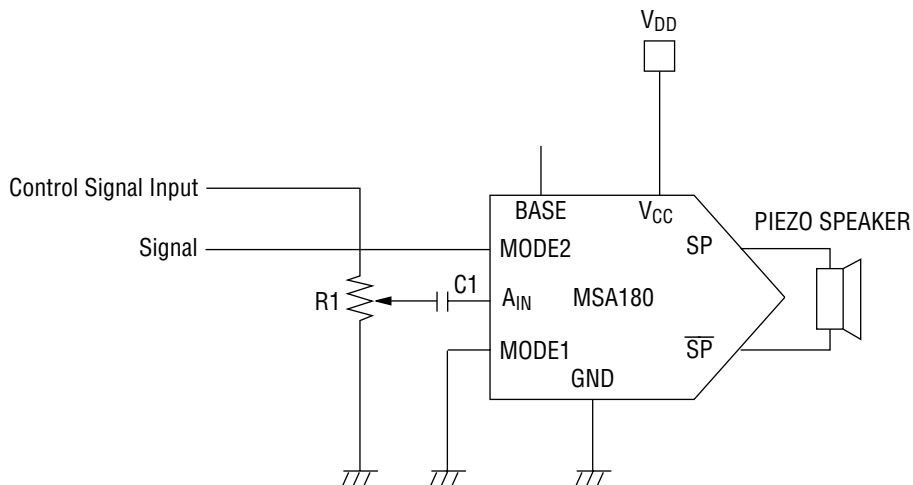 VDD
Control Signal Input
BASE
VCC
PIEZO SPEAKER
Signal
MODE2
SP
R1
C1
AIN
MSA180
MODE1
SP
GND